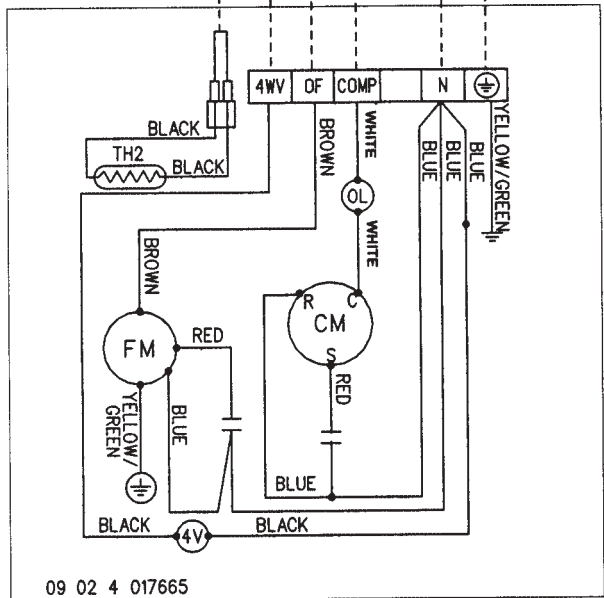 4WV OF COMP N
BLACK
TH2
BLACK
BROWN
WHITE
BLUE
BLUE
BLUE
YELLOW/GREEN
OL
WHITE
BROWN
R C
CM
S
FM
RED
RED
YELLOW/
GREEN
BLUE
BLUE
BLACK
4V
BLACK
09 02 4 017665